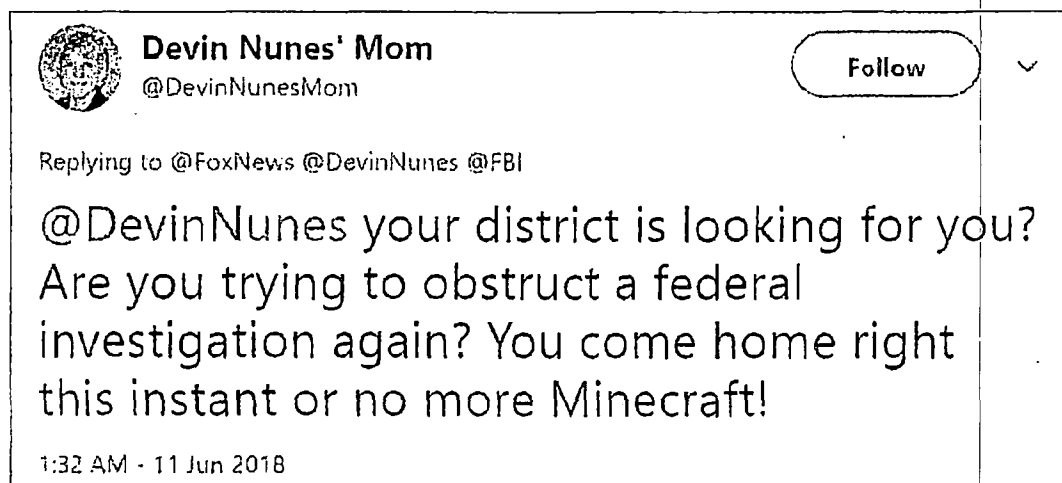 Devin Nunes' Mom
@DevinNunesMom
Follow
Replying to @FoxNews @DevinNunes @FBI
@DevinNunes your district is looking for you?
Are you trying to obstruct a federal
investigation again? You come home right
this instant or no more Minecraft!
1:32 AM - 11 Jun 2018